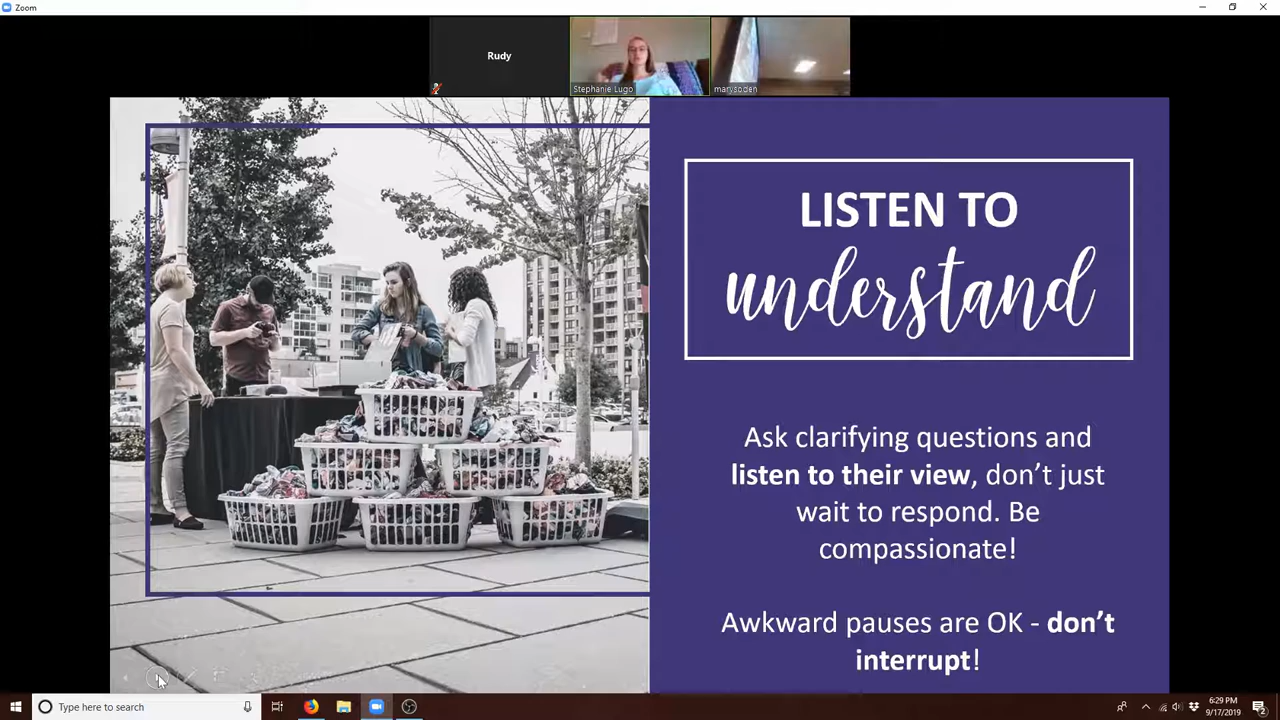 Zoom
Rudy
Stephanie Lugo
marysoden
LISTEN TO
understand
Ask clarifying questions and
listen to their view, don’t just
wait to respond. Be
compassionate!
Awkward pauses are OK - don’t
interrupt!
Type here to search
6:29 PM
9/17/2019
2